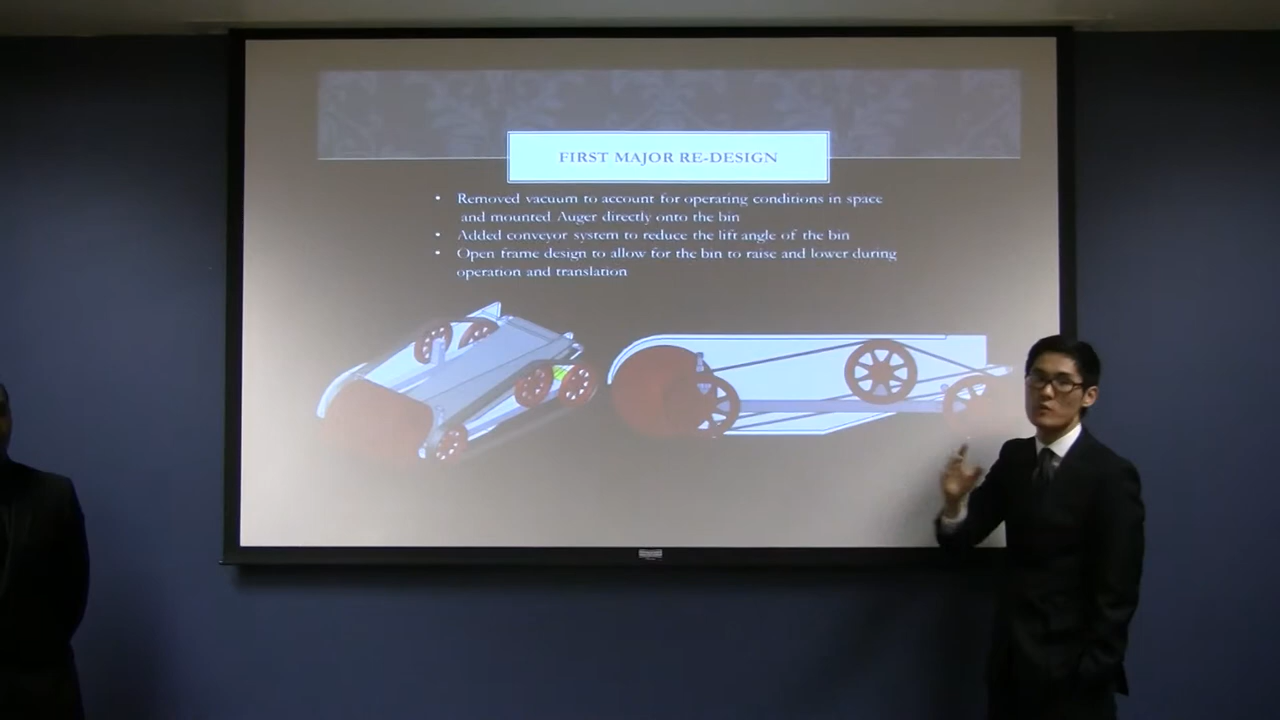 FIRST MAJOR RE-DESIGN
• Removed vacuum to account for operating conditions in space
and mounted Auger directly onto the bin
• Added conveyor system to reduce the lift angle of the bin
• Open frame design to allow for the bin to raise and lower during
operation and translation